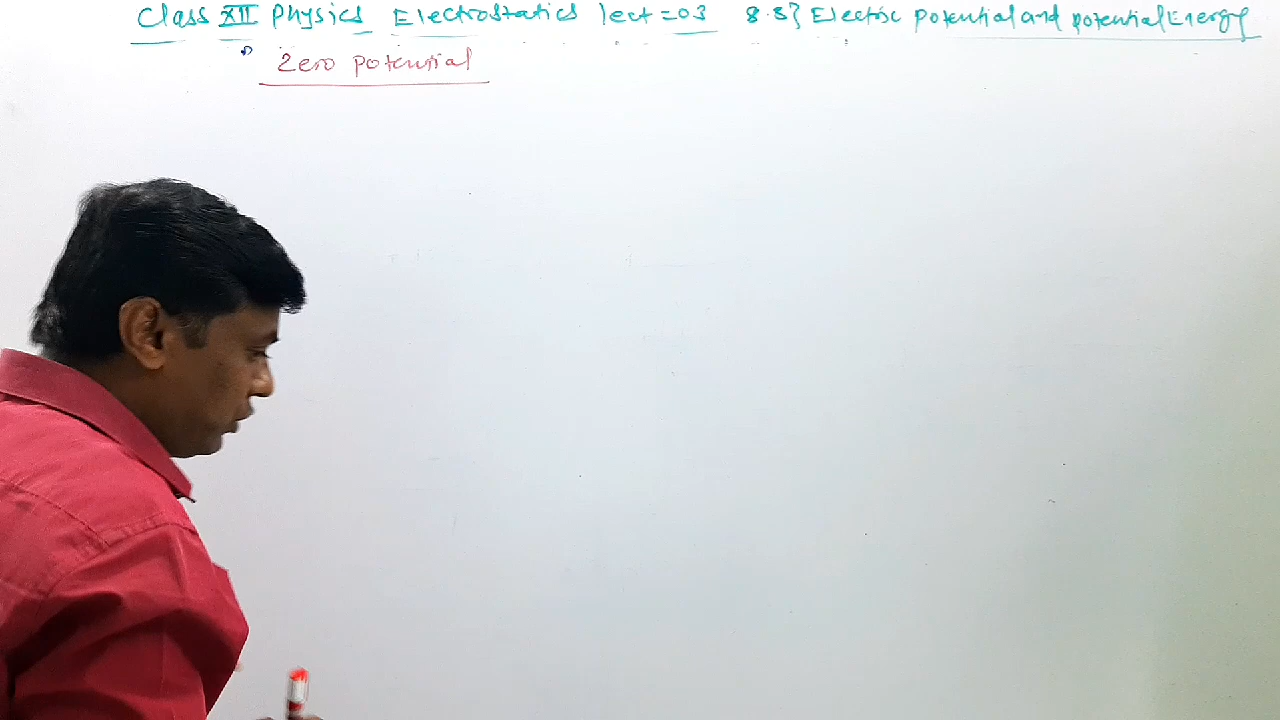 Class XII Physics Electrostatics lect = 03 8.3} Electric potential and potential Energy
Zero potential